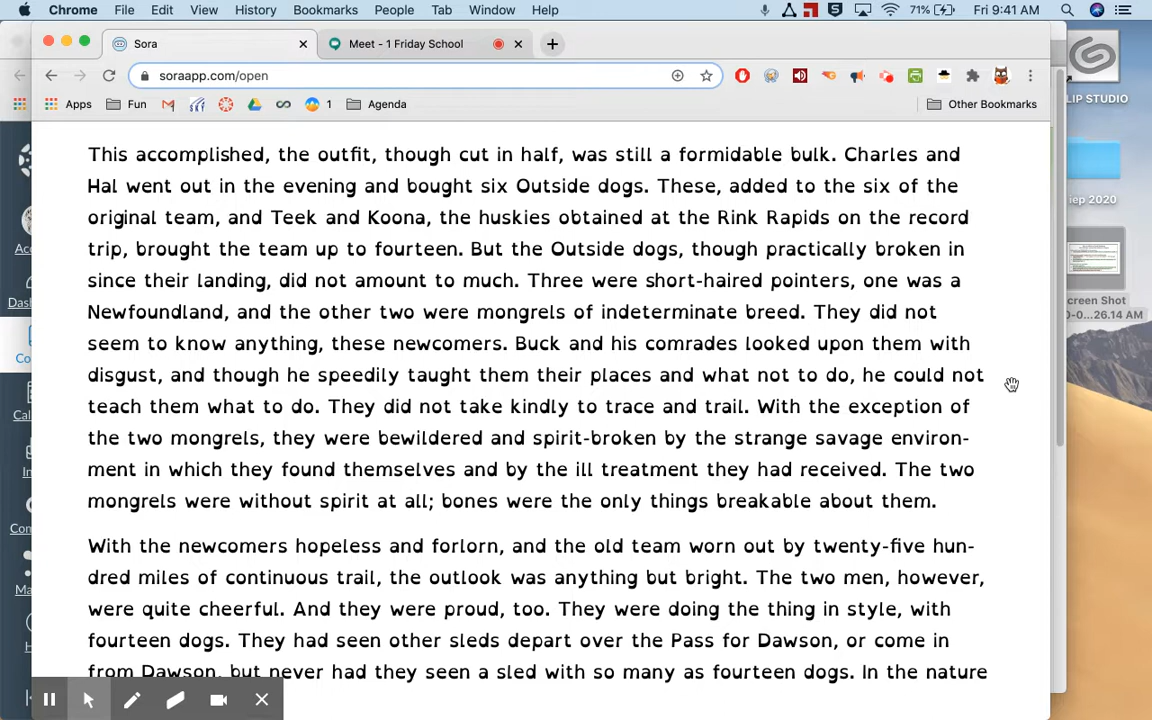 Chrome File Edit View History Bookmarks People Tab Window Help 71% Fri 9:41 AM
Sora Meet - 1 Friday School
soraapp.com/open
Apps Fun 1 Agenda Other Bookmarks
LIP STUDIO
iep 2020
creen Shot
0-0...26.14 AM
Acc
Dash
Co
Cal
In
Com
Ma
H
This accomplished, the outfit, though cut in half, was still a formidable bulk. Charles and
Hal went out in the evening and bought six Outside dogs. These, added to the six of the
original team, and Teek and Koona, the huskies obtained at the Rink Rapids on the record
trip, brought the team up to fourteen. But the Outside dogs, though practically broken in
since their landing, did not amount to much. Three were short-haired pointers, one was a
Newfoundland, and the other two were mongrels of indeterminate breed. They did not
seem to know anything, these newcomers. Buck and his comrades looked upon them with
disgust, and though he speedily taught them their places and what not to do, he could not
teach them what to do. They did not take kindly to trace and trail. With the exception of
the two mongrels, they were bewildered and spirit-broken by the strange savage environ-
ment in which they found themselves and by the ill treatment they had received. The two
mongrels were without spirit at all; bones were the only things breakable about them.
With the newcomers hopeless and forlorn, and the old team worn out by twenty-five hun-
dred miles of continuous trail, the outlook was anything but bright. The two men, however,
were quite cheerful. And they were proud, too. They were doing the thing in style, with
fourteen dogs. They had seen other sleds depart over the Pass for Dawson, or come in
from Dawson, but never had they seen a sled with so many as fourteen dogs. In the nature